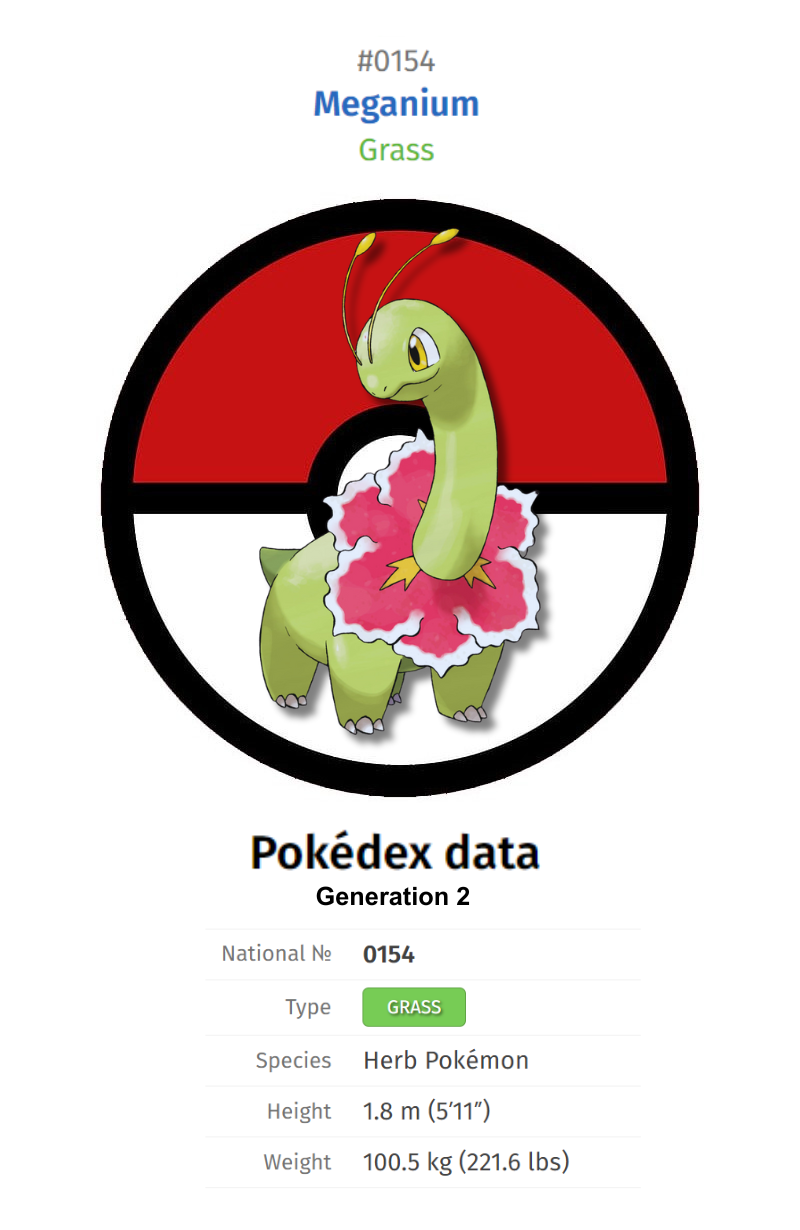 #0154
Meganium
Grass
Pokédex data
Generation 2
National № 0154
Type GRASS
Species Herb Pokémon
Height 1.8 m (5′11″)
Weight 100.5 kg (221.6 lbs)